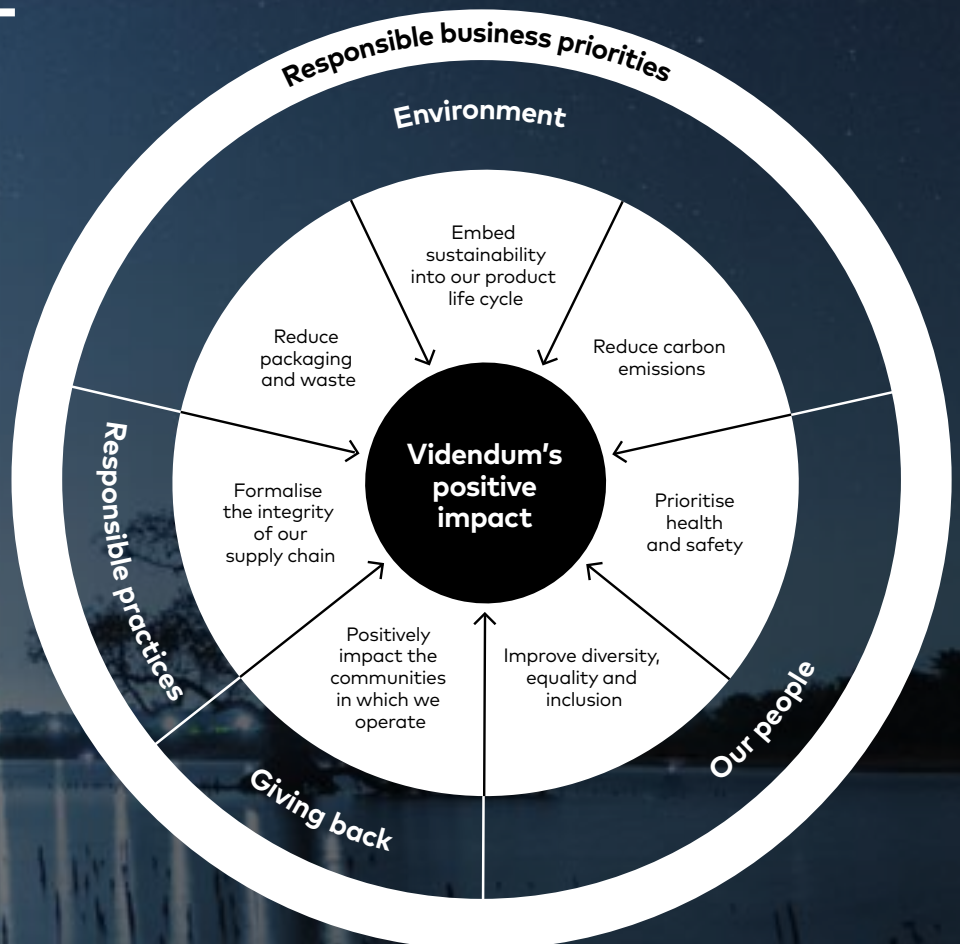 Responsible business priorities
Environment
Embed
sustainability
into our product
life cycle
Reduce
packaging
and waste
Reduce carbon
emissions
Videndum’s
positive
impact
Responsible practices
Formalise
the integrity
of our
supply chain
Prioritise
health
and safety
Positively
impact the
communities
in which we
operate
Improve diversity,
equality and
inclusion
Our people
Giving back